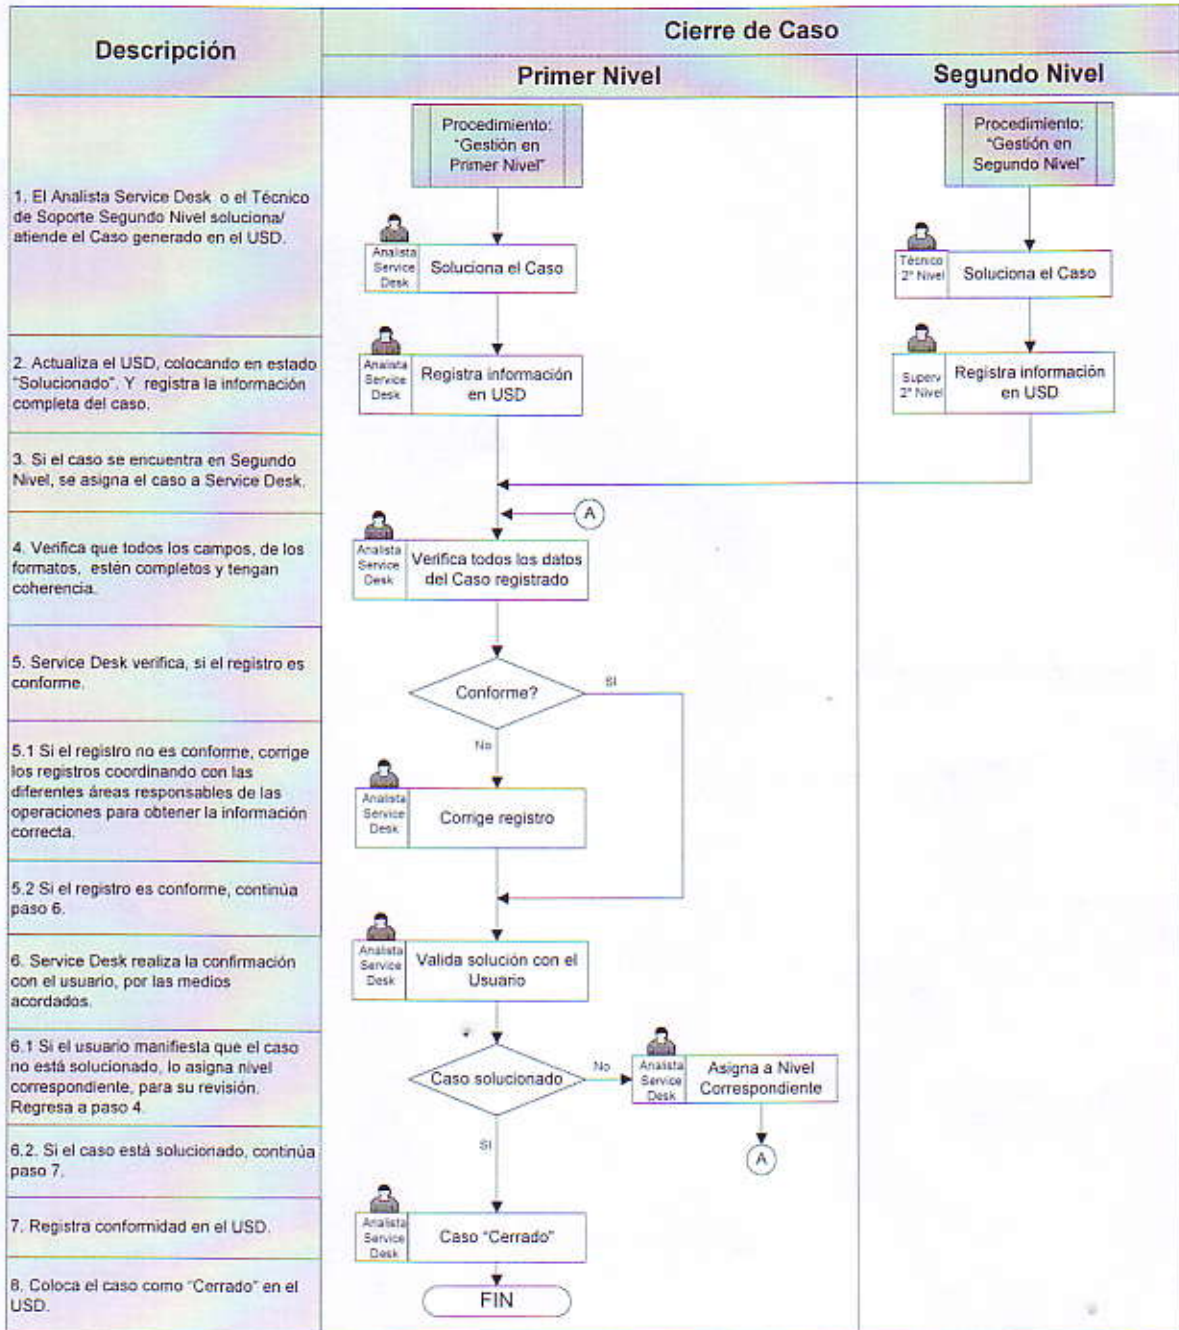 Descripción
Cierre de Caso
Primer Nivel
Segundo Nivel
1. El Analista Service Desk o el Técnico
de Soporte Segundo Nivel soluciona/
atiende el Caso generado en el USD.
2. Actualiza el USD, colocando en estado
“Solucionado”. Y registra la información
completa del caso.
3. Si el caso se encuentra en Segundo
Nivel, se asigna el caso a Service Desk.
4. Verifica que todos los campos, de los
formatos, estén completos y tengan
coherencia.
5. Service Desk verifica, si el registro es
conforme.
5.1 Si el registro no es conforme, corrige
los registros coordinando con las
diferentes áreas responsables de las
operaciones para obtener la información
correcta.
5.2 Si el registro es conforme, continúa
paso 6.
6. Service Desk realiza la confirmación
con el usuario, por las medios
acordados.
6.1 Si el usuario manifiesta que el caso
no está solucionado, lo asigna nivel
correspondiente, para su revisión.
Regresa a paso 4.
6.2. Si el caso está solucionado, continúa
paso 7.
7. Registra conformidad en el USD.
8. Coloca el caso como “Cerrado” en el
USD.
Procedimiento:
“Gestión en
Primer Nivel”
Analista
Service
Desk
Soluciona el Caso
Analista
Service
Desk
Registra información
en USD
A
Analista
Service
Desk
Verifica todos los datos
del Caso registrado
Conforme?
SI
No
Analista
Service
Desk
Corrige registro
Analista
Service
Desk
Valida solución con el
Usuario
Caso solucionado
No
Analista
Service
Desk
Asigna a Nivel
Correspondiente
A
SI
Analista
Service
Desk
Caso “Cerrado”
FIN
Procedimiento:
“Gestión en
Segundo Nivel”
Técnico
2° Nivel
Soluciona el Caso
Superv
2° Nivel
Registra información
en USD